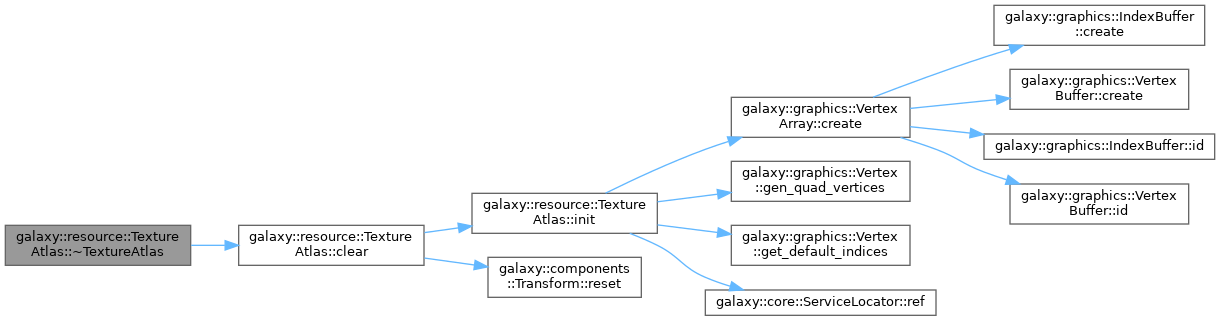 galaxy::resource::Texture
Atlas::~TextureAtlas
galaxy::resource::Texture
Atlas::clear
galaxy::resource::Texture
Atlas::init
galaxy::components
::Transform::reset
galaxy::graphics::Vertex
Array::create
galaxy::graphics::Vertex
::gen_quad_vertices
galaxy::graphics::Vertex
::get_default_indices
galaxy::core::ServiceLocator::ref
galaxy::graphics::IndexBuffer
::create
galaxy::graphics::Vertex
Buffer::create
galaxy::graphics::IndexBuffer::id
galaxy::graphics::Vertex
Buffer::id